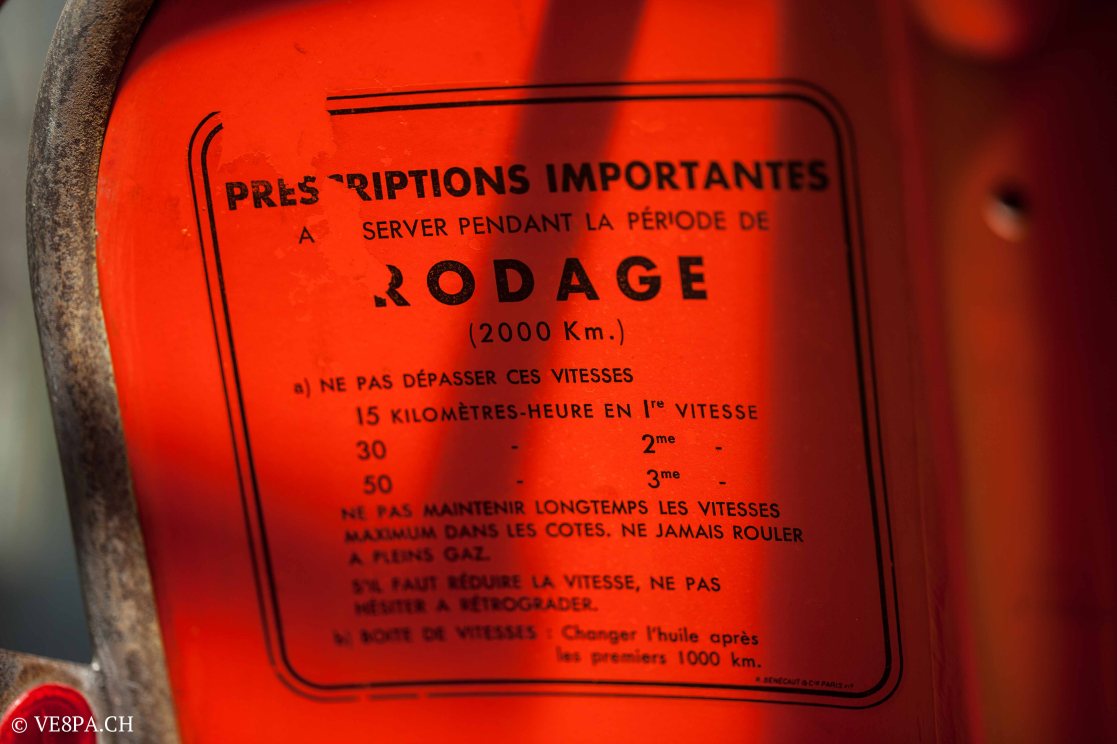 PRESCRIPTIONS IMPORTANTES
A SERVER PENDANT LA PÉRIODE DE
RODAGE
(2000 Km.)
a) NE PAS DÉPASSER CES VITESSES
15 KILOMÈTRES-HEURE EN 1re VITESSE
30 - 2me -
50 - 3me -
NE PAS MAINTENIR LONGTEMPS LES VITESSES
MAXIMUM DANS LES COTES. NE JAMAIS ROULER
A PLEINS GAZ.
S'IL FAUT RÉDUIRE LA VITESSE, NE PAS
HÉSITER A RÉTROGRADER.
b) BOITE DE VITESSES : Changer l'huile après
les premiers 1000 km.
R. SENECAUT & Cie PARIS
© VE8PA.CH